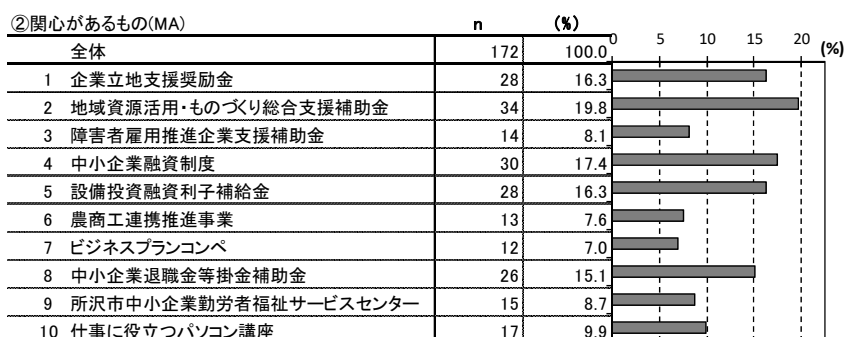 ②関心があるもの(MA) n (%)
0 5 10 15 20 (%)
全体 172 100.0
1 企業立地支援奨励金 28 16.3
2 地域資源活用・ものづくり総合支援補助金 34 19.8
3 障害者雇用推進企業支援補助金 14 8.1
4 中小企業融資制度 30 17.4
5 設備投資融資利子補給金 28 16.3
6 農商工連携推進事業 13 7.6
7 ビジネスプランコンペ 12 7.0
8 中小企業退職金等掛金補助金 26 15.1
9 所沢市中小企業勤労者福祉サービスセンター 15 8.7
10 仕事に役立つパソコン講座 17 9.9